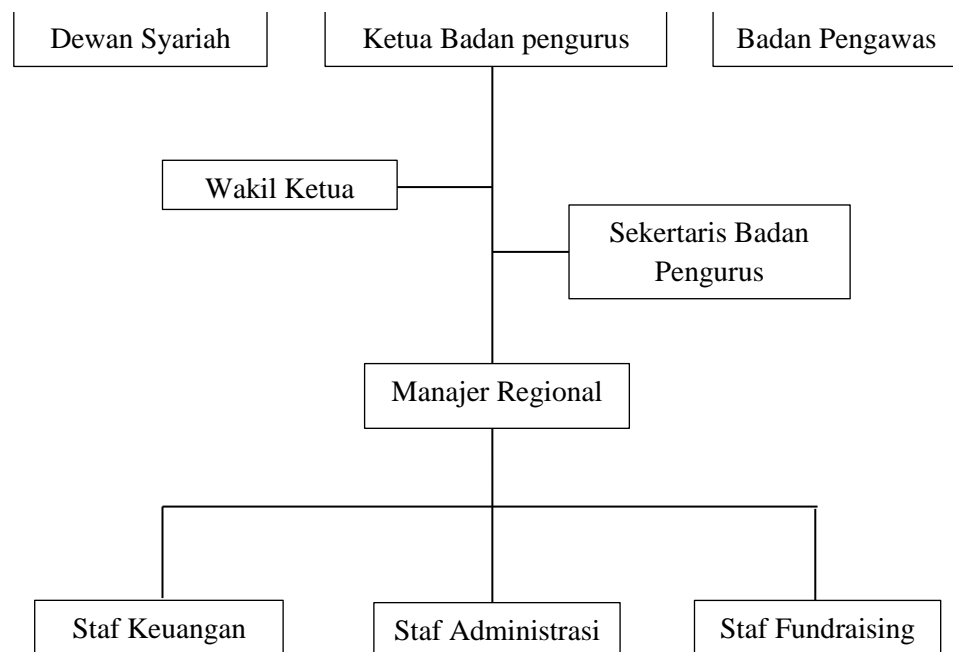 Dewan Syariah
Ketua Badan pengurus
Badan Pengawas
Wakil Ketua
Sekertaris Badan
Pengurus
Manajer Regional
Staf Keuangan
Staf Administrasi
Staf Fundraising